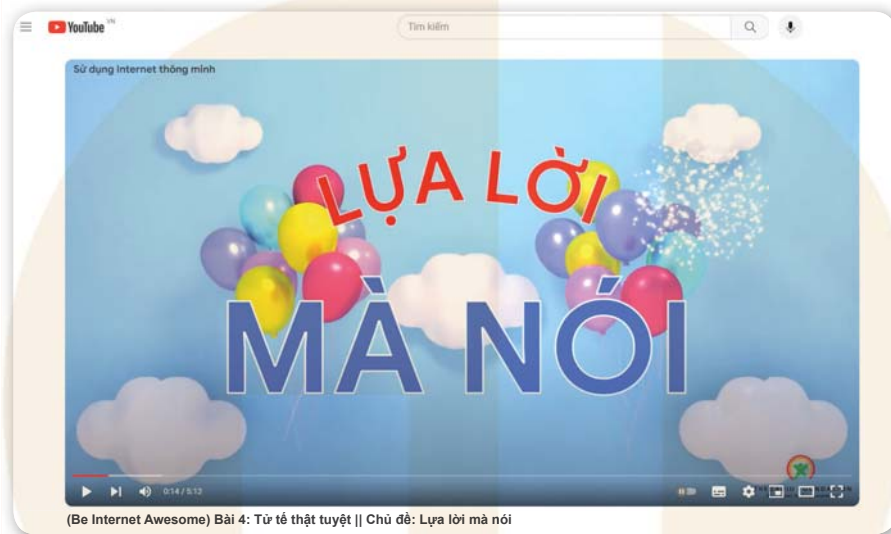 YouTube VN
Tìm kiếm
Sử dụng Internet thông minh
LỰA LỜI
MÀ NÓI
0:14 / 5:12
(Be Internet Awesome) Bài 4: Tử tế thật tuyệt || Chủ đề: Lựa lời mà nói